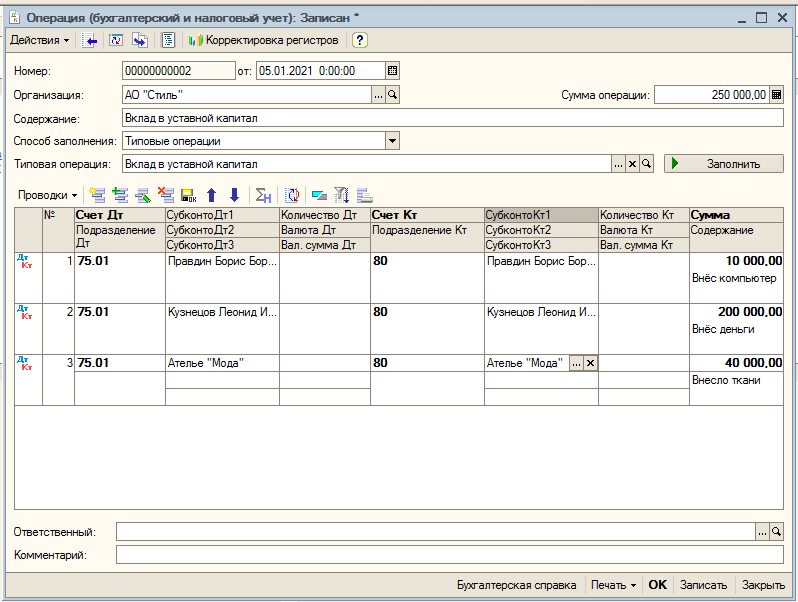 Операция (бухгалтерский и налоговый учет): Записан *
Действия Корректировка регистров ?
Номер: 00000000002 от: 05.01.2021 0:00:00
Организация: АО "Стиль" ... Сумма операции: 250 000,00
Содержание: Вклад в уставной капитал
Способ заполнения: Типовые операции
Типовая операция: Вклад в уставной капитал ... Заполнить
Проводки
№ Счет Дт СубконтоДт1 Количество Дт Счет Кт СубконтоКт1 Количество Кт Сумма
Подразделение Дт СубконтоДт2 Валюта Дт Подразделение Кт СубконтоКт2 Валюта Кт Содержание
СубконтоДт3 Вал. сумма Дт СубконтоКт3 Вал. сумма Кт
Дт Кт 1 75.01 Правдин Борис Бор... 80 Правдин Борис Бор... 10 000,00
Внёс компьютер
Дт Кт 2 75.01 Кузнецов Леонид И... 80 Кузнецов Леонид И... 200 000,00
Внёс деньги
Дт Кт 3 75.01 Ателье "Мода" 80 Ателье "Мода" ... 40 000,00
Внесло ткани
Ответственный: ...
Комментарий:
Бухгалтерская справка Печать OK Записать Закрыть